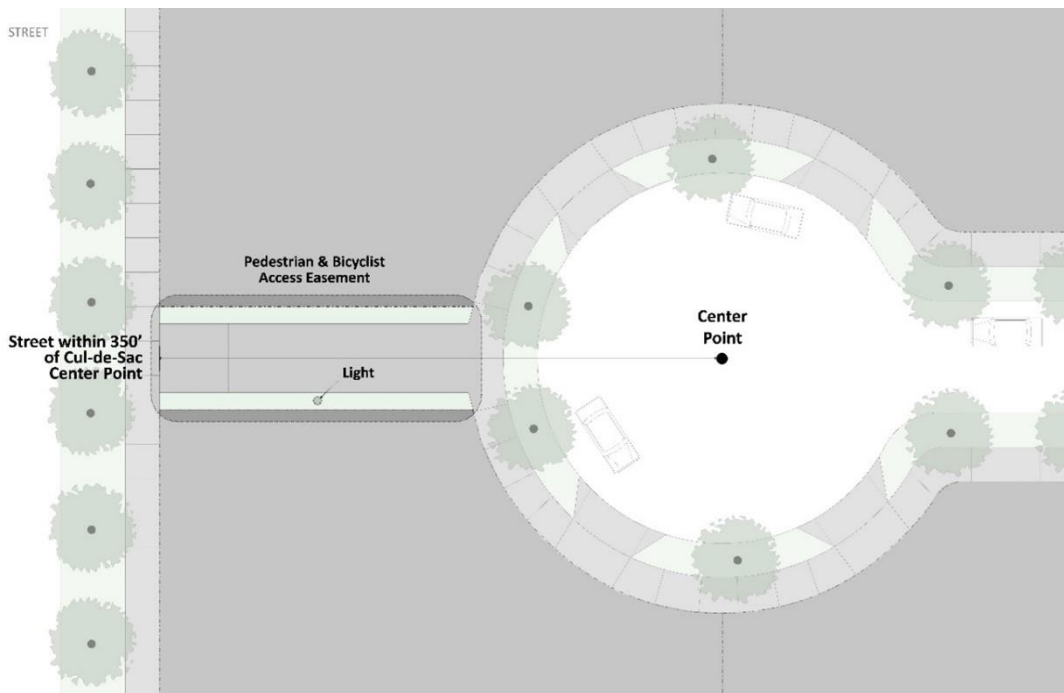 STREET
Pedestrian & Bicyclist
Access Easement
Street within 350'
of Cul-de-Sac
Center Point
Light
Center
Point